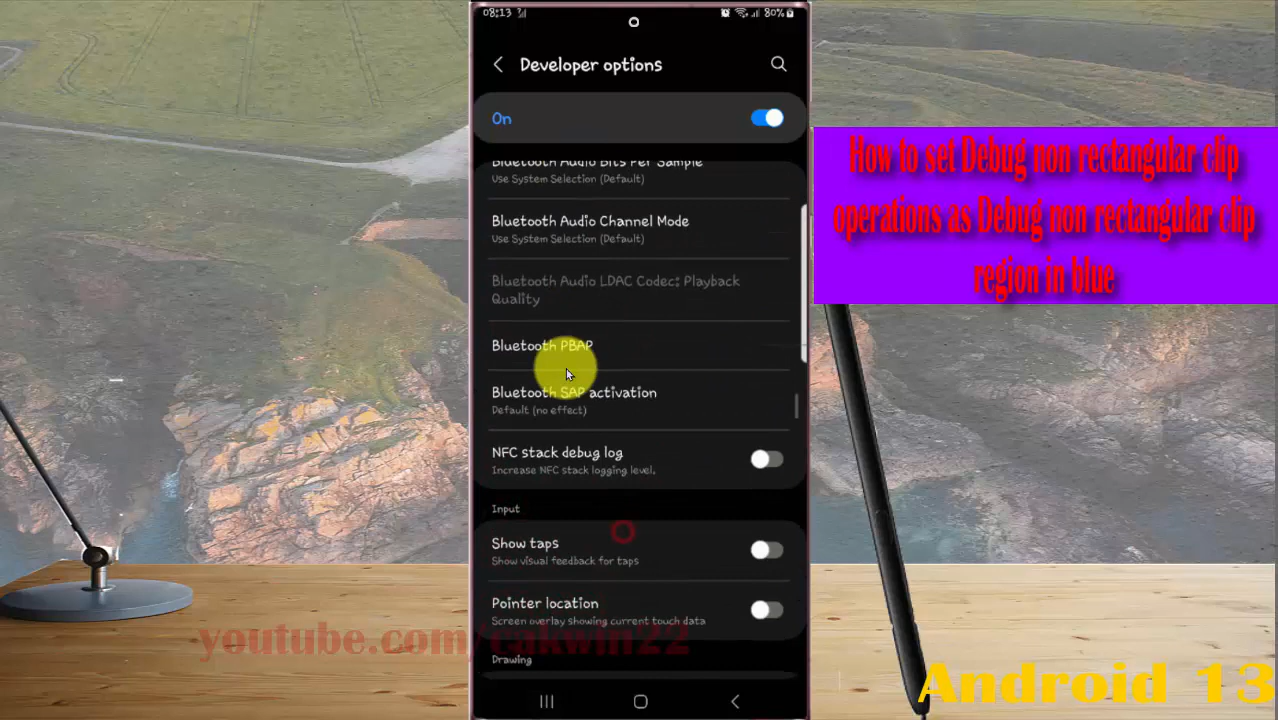 08:13
80%
Developer options
On
Bluetooth Audio Bits Per Sample
Use System Selection (Default)
Bluetooth Audio Channel Mode
Use System Selection (Default)
Bluetooth Audio LDAC Codec: Playback
Quality
Bluetooth PBAP
Bluetooth SAP activation
Default (no effect)
NFC stack debug log
Increase NFC stack logging level.
Input
Show taps
Show visual feedback for taps
Pointer location
Screen overlay showing current touch data
Drawing
How to set Debug non rectangular clip
operations as Debug non rectangular clip
region in blue
youtube.com/cakwin22
Android 13